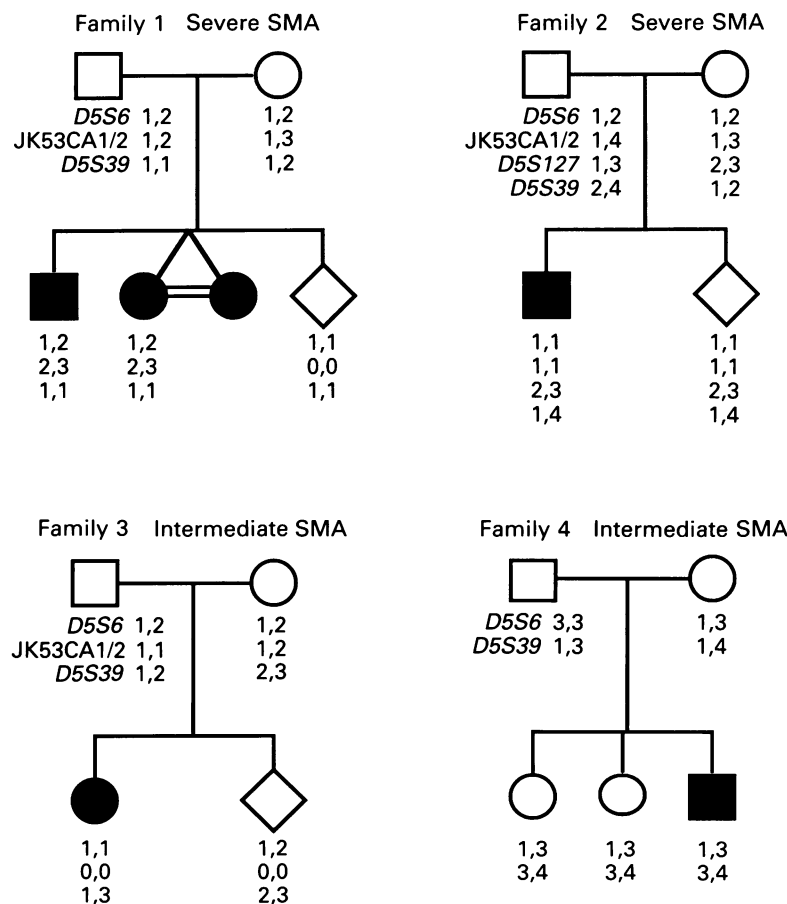 Family 1 Severe SMA
D5S6 1,2
JK53CA1/2 1,2
D5S39 1,1
1,2
1,3
1,2
1,2
2,3
1,1
1,2
2,3
1,1
1,1
0,0
1,1
Family 2 Severe SMA
D5S6 1,2
JK53CA1/2 1,4
D5S127 1,3
D5S39 2,4
1,2
1,3
2,3
1,2
1,1
1,1
2,3
1,4
1,1
1,1
2,3
1,4
Family 3 Intermediate SMA
D5S6 1,2
JK53CA1/2 1,1
D5S39 1,2
1,2
1,2
2,3
1,1
0,0
1,3
1,2
0,0
2,3
Family 4 Intermediate SMA
D5S6 3,3
D5S39 1,3
1,3
1,4
1,3
3,4
1,3
3,4
1,3
3,4